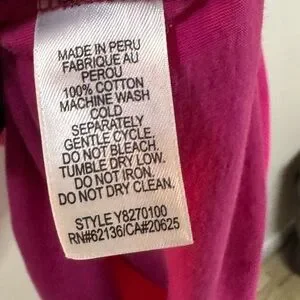 MADE IN PERU
FABRIQUE AU
PEROU
100% COTTON
MACHINE WASH
COLD
SEPARATELY
GENTLE CYCLE.
DO NOT BLEACH.
TUMBLE DRY LOW.
DO NOT IRON.
DO NOT DRY CLEAN.
STYLE Y8270100
RN#62136/CA#20625